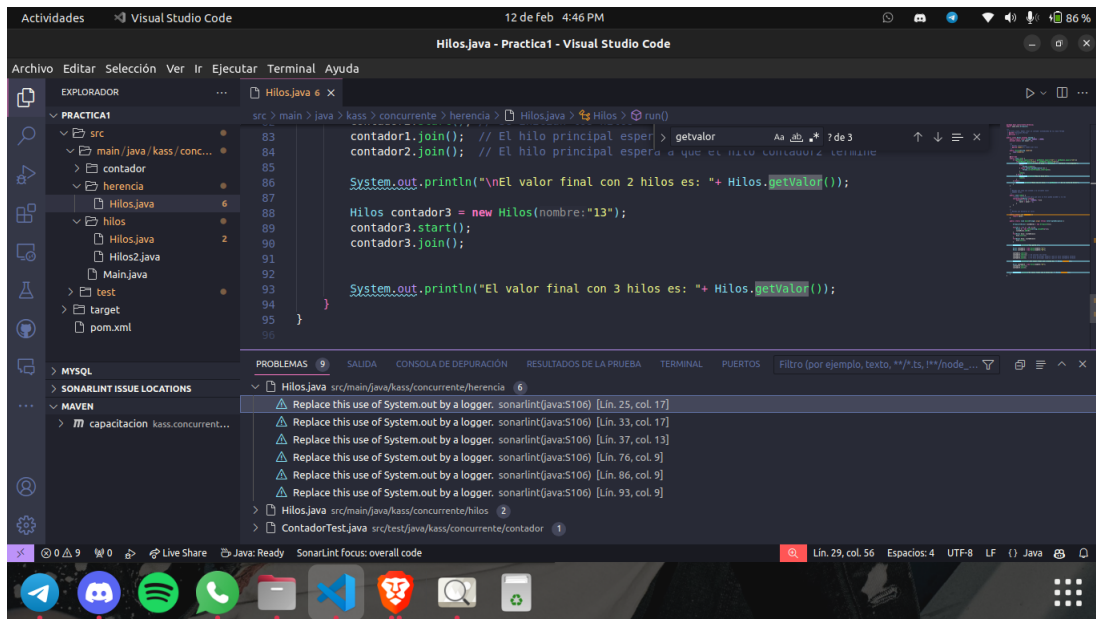 Actividades Visual Studio Code 12 de feb 4:46 PM 86 %
Hilos.java - Practica1 - Visual Studio Code
Archivo Editar Selección Ver Ir Ejecutar Terminal Ayuda
EXPLORADOR ···
Hilos.java 6 ×
PRACTICA1
src > main > java > kass > concurrente > herencia > Hilos.java > Hilos > run()
getvalor Aa ab .* ? de 3
src
main/java/kass/conc...
contador
herencia
Hilos.java 6
hilos
Hilos.java 2
Hilos2.java
Main.java
test
target
pom.xml
83 contador1.join(); // El hilo principal esper
84 contador2.join(); // El hilo principal espera a que el hilo contador2 termine
85
86 System.out.println("\nEl valor final con 2 hilos es: "+ Hilos.getValor());
87
88 Hilos contador3 = new Hilos(nombre:"13");
89 contador3.start();
90 contador3.join();
91
92
93 System.out.println("El valor final con 3 hilos es: "+ Hilos.getValor());
94 }
95 }
96
MYSQL
SONARLINT ISSUE LOCATIONS
MAVEN
capacitacion kass.concurrent...
PROBLEMAS 9 SALIDA CONSOLA DE DEPURACIÓN RESULTADOS DE LA PRUEBA TERMINAL PUERTOS Filtro (por ejemplo, texto, **/*.ts, !**/node_...
Hilos.java src/main/java/kass/concurrente/herencia 6
Replace this use of System.out by a logger. sonarlint(java:S106) [Lín. 25, col. 17]
Replace this use of System.out by a logger. sonarlint(java:S106) [Lín. 33, col. 17]
Replace this use of System.out by a logger. sonarlint(java:S106) [Lín. 37, col. 13]
Replace this use of System.out by a logger. sonarlint(java:S106) [Lín. 76, col. 9]
Replace this use of System.out by a logger. sonarlint(java:S106) [Lín. 86, col. 9]
Replace this use of System.out by a logger. sonarlint(java:S106) [Lín. 93, col. 9]
Hilos.java src/main/java/kass/concurrente/hilos 2
ContadorTest.java src/test/java/kass/concurrente/contador 1
0 9 0 Live Share Java: Ready SonarLint focus: overall code Lín. 29, col. 56 Espacios: 4 UTF-8 LF {} Java